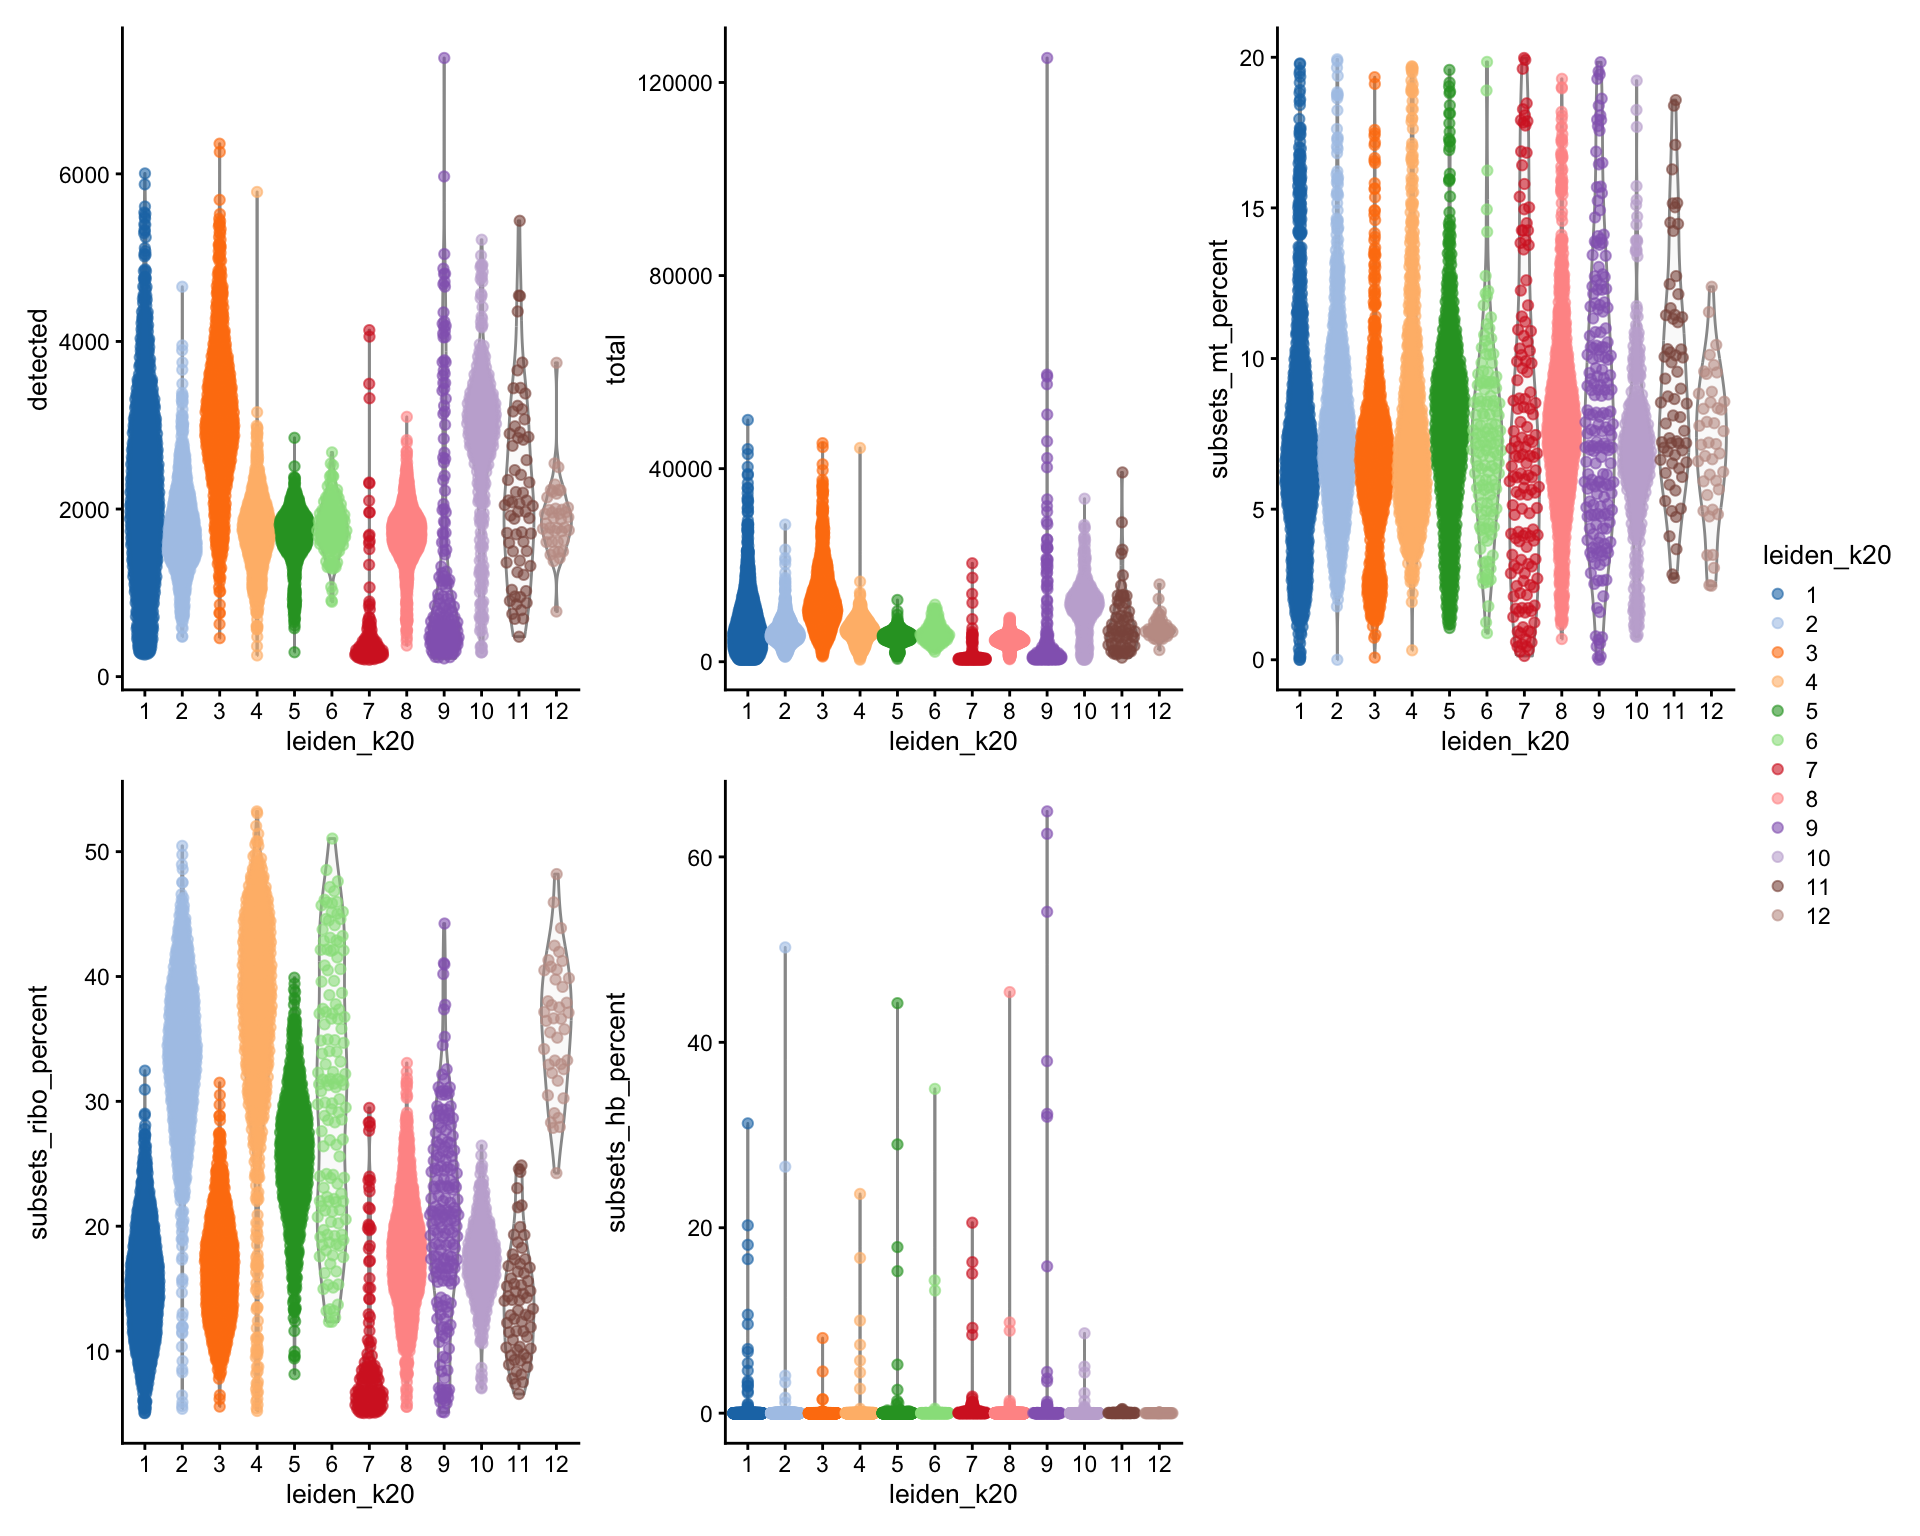 detected
6000
4000
2000
0
1 2 3 4 5 6 7 8 9 10 11 12
leiden_k20
total
120000
80000
40000
0
1 2 3 4 5 6 7 8 9 10 11 12
leiden_k20
subsets_mt_percent
20
15
10
5
0
1 2 3 4 5 6 7 8 9 10 11 12
leiden_k20
subsets_ribo_percent
50
40
30
20
10
1 2 3 4 5 6 7 8 9 10 11 12
leiden_k20
subsets_hb_percent
60
40
20
0
1 2 3 4 5 6 7 8 9 10 11 12
leiden_k20
leiden_k20
1
2
3
4
5
6
7
8
9
10
11
12